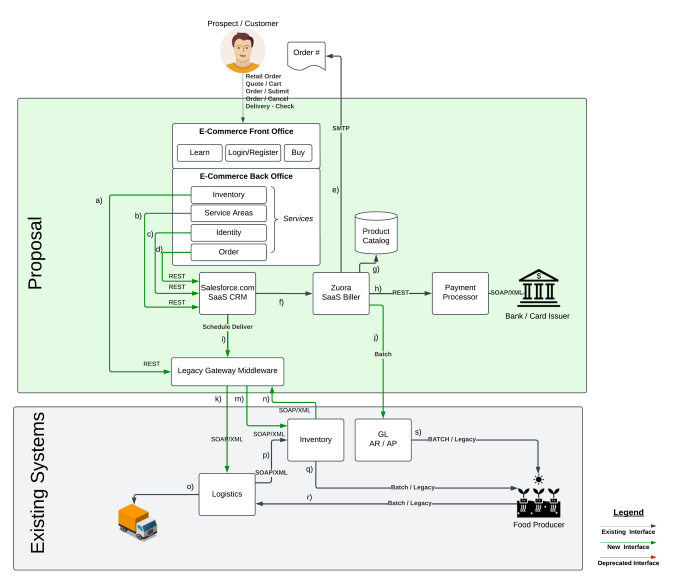 Prospect / Customer
Order #
Retail Order
Quote / Cart
Order / Submit
Order / Cancel
Delivery - Check
SMTP
E-Commerce Front Office
Learn
Login/Register
Buy
E-Commerce Back Office
a)
Inventory
e)
b)
Service Areas
Services
c)
Identity
d)
Order
Product
Catalog
g)
REST
REST
REST
Salesforce.com
SaaS CRM
f)
Zuora
SaaS Biller
h)
REST
Payment
Processor
SOAP/XML
$
Bank / Card Issuer
Schedule Deliver
i)
j)
Batch
REST
Legacy Gateway Middleware
Proposal
k)
m)
n)
SOAP/XML
SOAP/XML
SOAP/XML
Inventory
GL
AR / AP
s)
BATCH / Legacy
p)
SOAP/XML
q)
Batch / Legacy
o)
Logistics
r)
Batch / Legacy
Food Producer
Existing Systems
Legend
Existing Interface
New Interface
Deprecated Interface